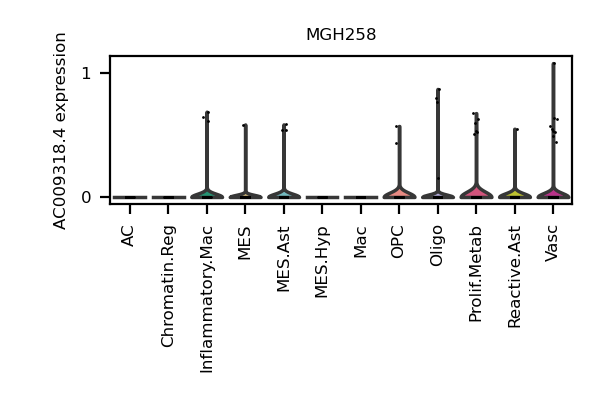 MGH258
AC009318.4 expression
1
0
AC
Chromatin.Reg
Inflammatory.Mac
MES
MES.Ast
MES.Hyp
Mac
OPC
Oligo
Prolif.Metab
Reactive.Ast
Vasc